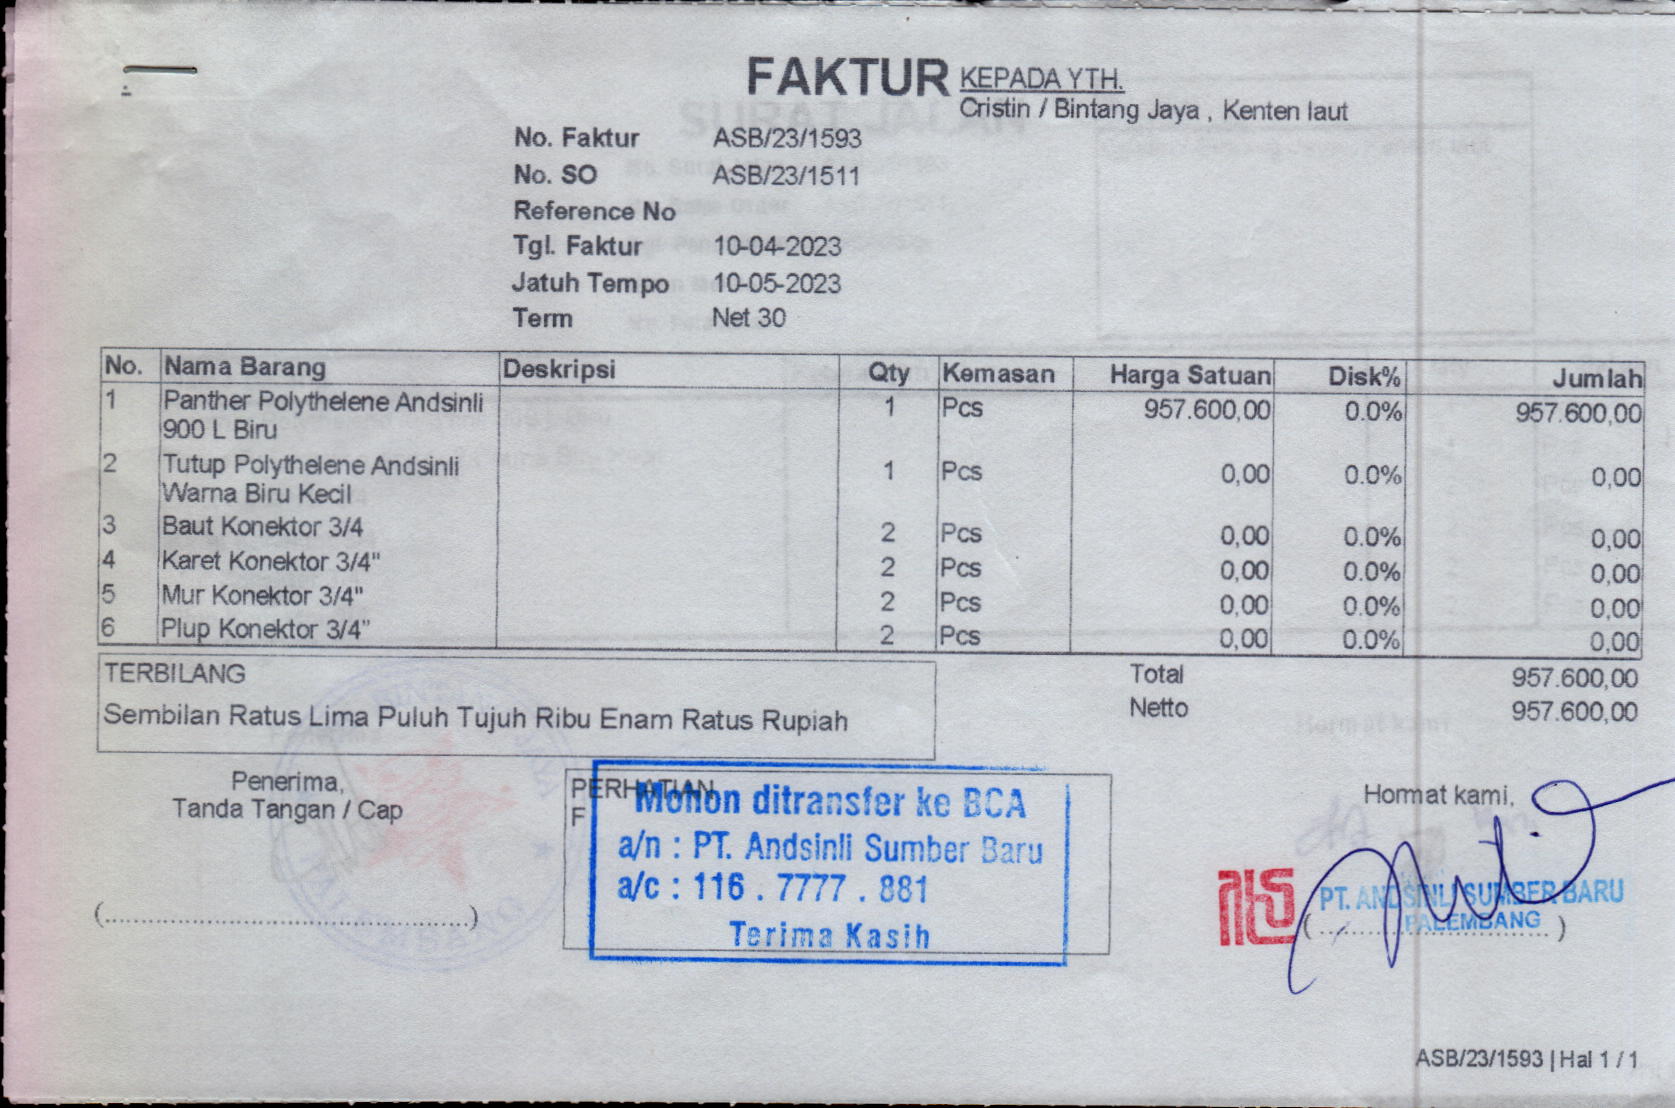 FAKTUR
KEPADA YTH.
Cristin / Bintang Jaya , Kenten laut
No. Faktur ASB/23/1593
No. SO ASB/23/1511
Reference No
Tgl. Faktur 10-04-2023
Jatuh Tempo 10-05-2023
Term Net 30
No. Nama Barang Deskripsi Qty Kemasan Harga Satuan Disk% Jumlah
1 Panther Polythelene Andsinli 1 Pcs 957.600,00 0.0% 957.600,00
900 L Biru
2 Tutup Polythelene Andsinli 1 Pcs 0,00 0.0% 0,00
Warna Biru Kecil
3 Baut Konektor 3/4 2 Pcs 0,00 0.0% 0,00
4 Karet Konektor 3/4" 2 Pcs 0,00 0.0% 0,00
5 Mur Konektor 3/4" 2 Pcs 0,00 0.0% 0,00
6 Plup Konektor 3/4" 2 Pcs 0,00 0.0% 0,00
TERBILANG
Sembilan Ratus Lima Puluh Tujuh Ribu Enam Ratus Rupiah
Total 957.600,00
Netto 957.600,00
Penerima,
Tanda Tangan / Cap
(..........)
PERHATIAN
F
Mohon ditransfer ke BCA
a/n : PT. Andsinli Sumber Baru
a/c : 116 . 7777 . 881
Terima Kasih
Hormat kami,
PT. ANDSINLI SUMBER BARU
PALEMBANG
(..........)
ASB/23/1593 | Hal 1 / 1